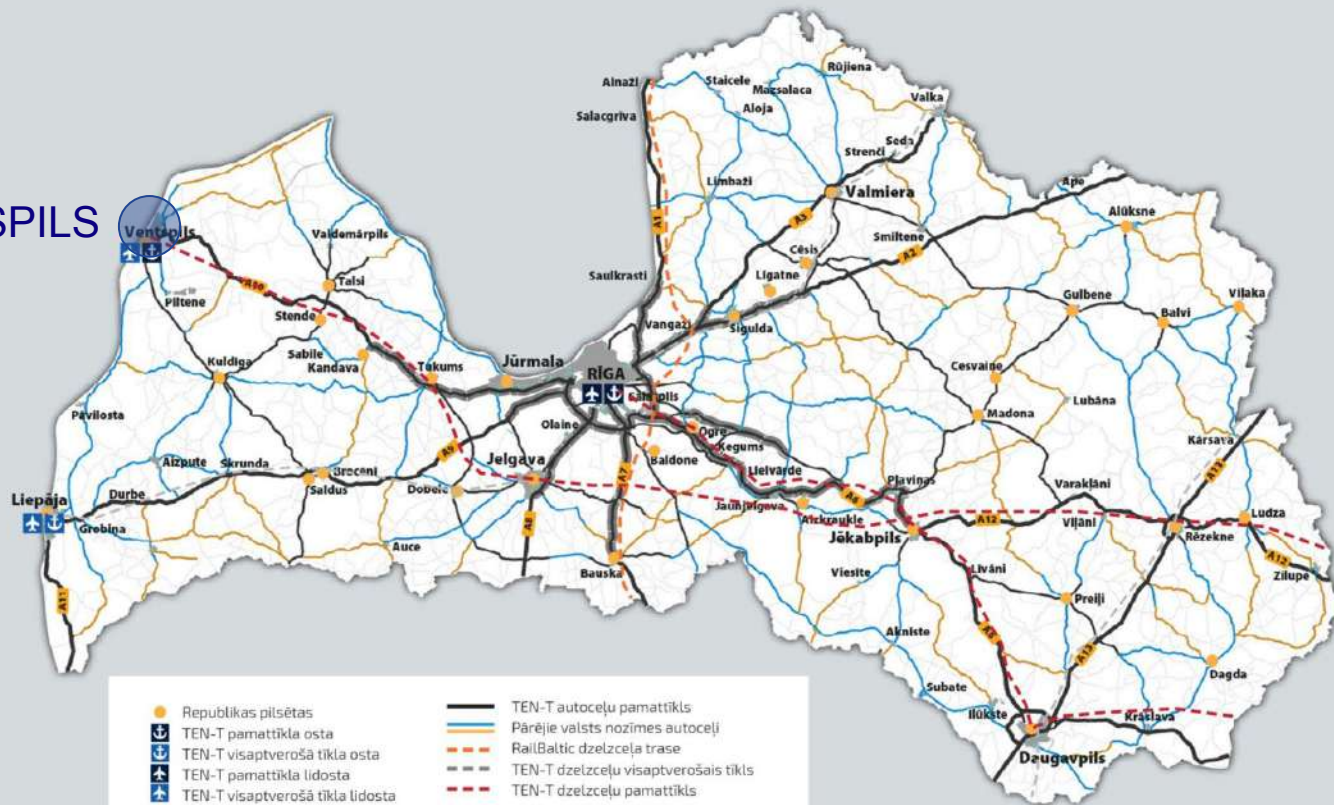 Rūjiena
Ainaži
Staicele
Mazsalaca
Valka
Aloja
Salacgrīva
Seda
Strenči
Ape
Limbaži
Valmiera
A1
A3
SPILS
Ventspils
Valdemārpils
Alūksne
Smiltene
A2
Cēsis
Līgatne
Saulkrasti
A10
Talsi
Piltene
Gulbene
Viļaka
Balvi
Stende
Vangaži
Sigulda
Sabile
Kandava
Kuldīga
Tukums
Jūrmala
RĪGA
Cesvaine
Lubāna
Salaspils
Pāvilosta
Madona
Olaine
Ogre
Ķegums
Kārsava
A9
Baldone
Aizpute
Skrunda
Brocēni
Jelgava
A7
Lielvārde
A13
Saldus
Dobele
Pļaviņas
Varakļāni
Liepāja
Durbe
Jaunjelgava
A6
Aizkraukle
A12
Viļāni
Ludza
Grobiņa
A8
Rēzekne
Jēkabpils
Auce
Bauska
A12
Zilupe
Viesīte
Līvāni
A11
Preiļi
Aknīste
A6
A13
Dagda
Subate
Ilūkste
Krāslava
Daugavpils
Republikas pilsētas
TEN-T pamattīkla osta
TEN-T visaptverošā tīkla osta
TEN-T pamattīkla lidosta
TEN-T visaptverošā tīkla lidosta
TEN-T autoceļu pamattīkls
Pārējie valsts nozīmes autoceļi
RailBaltic dzelzceļa trase
TEN-T dzelzceļu visaptverošais tīkls
TEN-T dzelzceļu pamattīkls